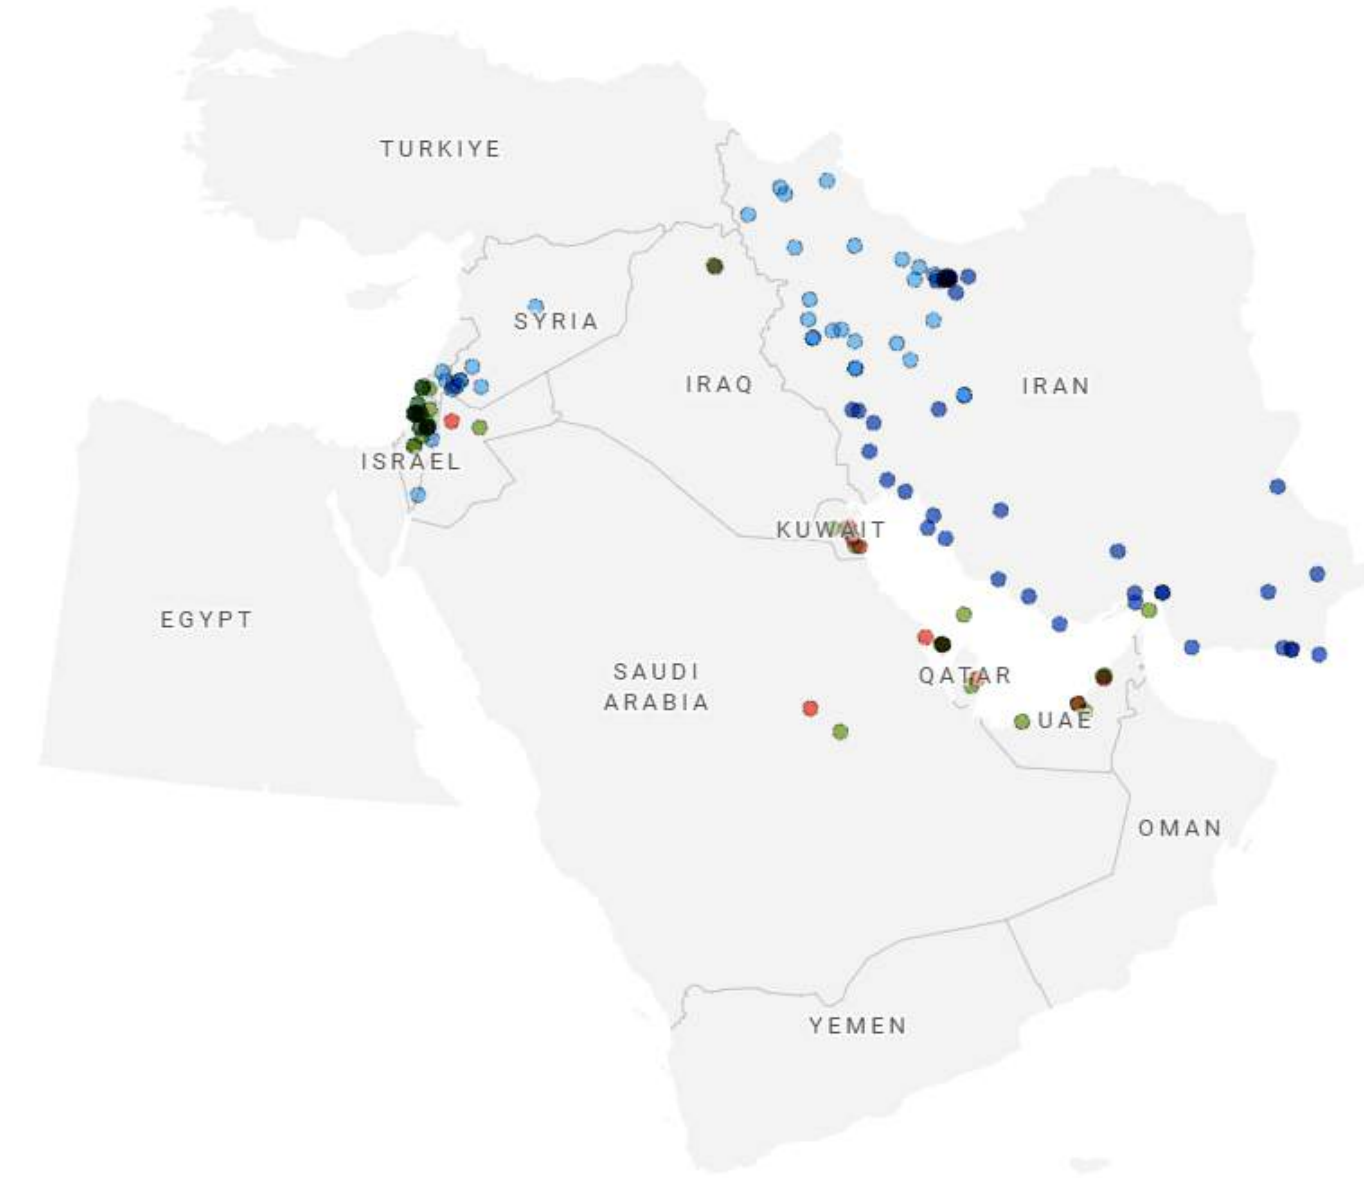 TURKIYE
SYRIA
IRAQ
IRAN
ISRAEL
KUWAIT
EGYPT
SAUDI
ARABIA
QATAR
UAE
OMAN
YEMEN